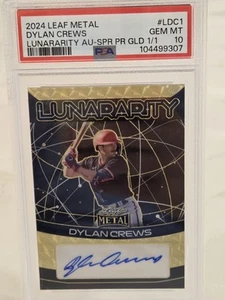 2024 LEAF METAL #LDC1
DYLAN CREWS GEM MT
LUNARARITY AU-SPR PR GLD 1/1 10
PSA 104499307
LUNARARITY
METAL
DYLAN CREWS